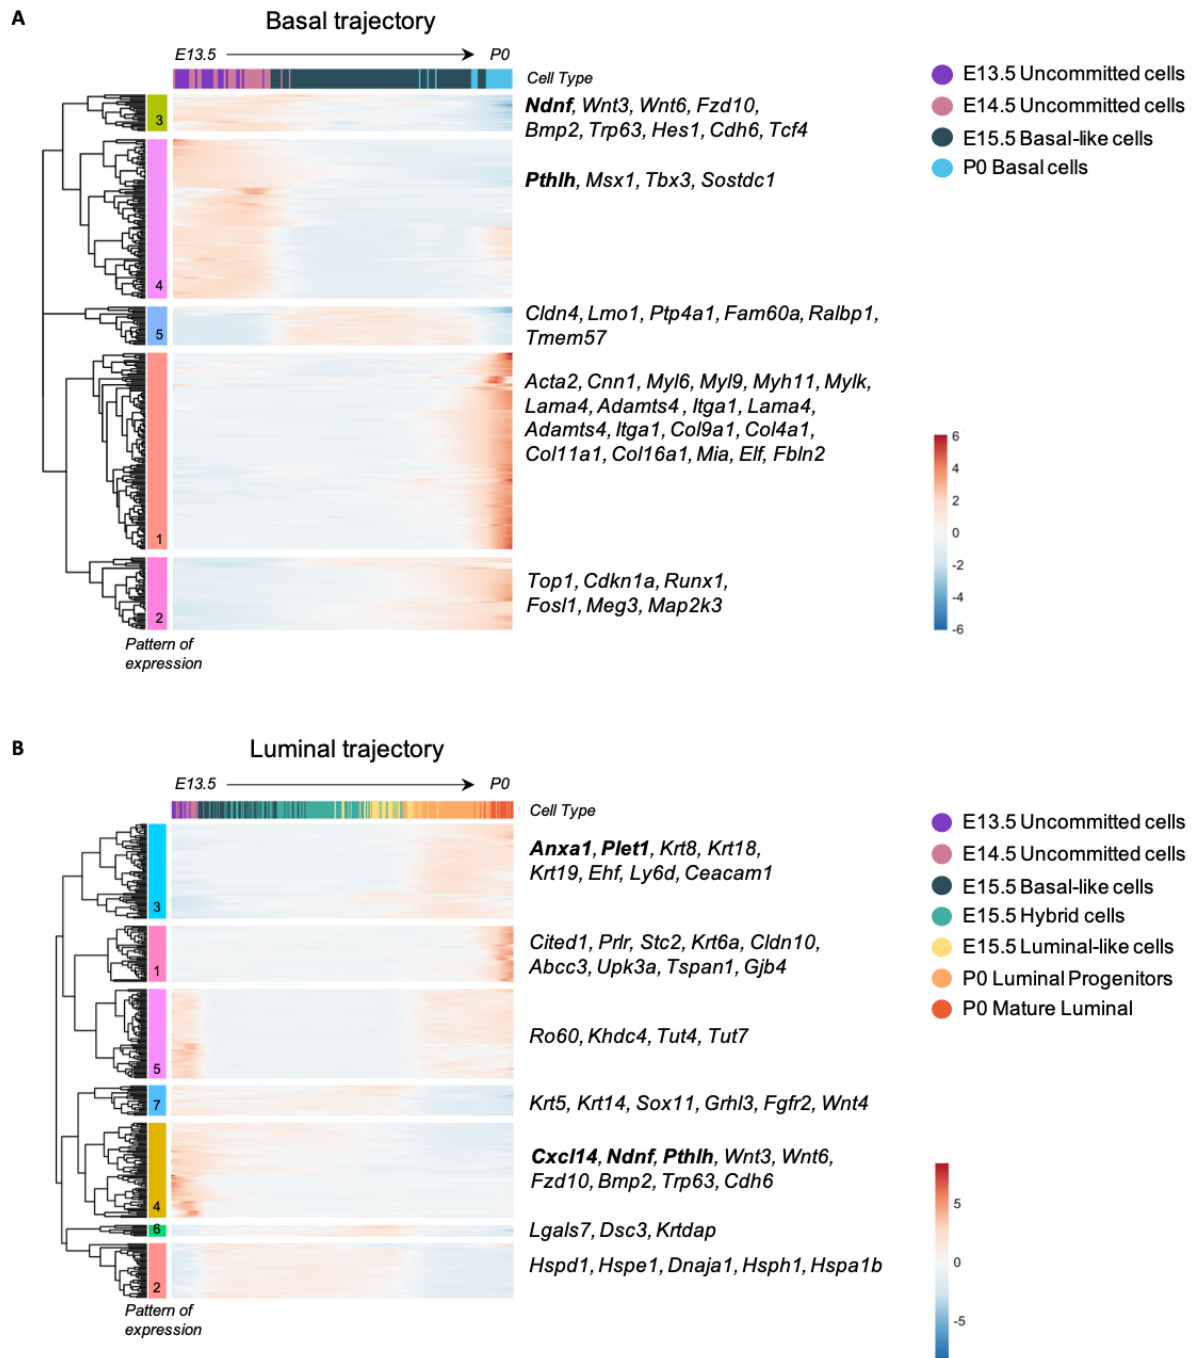 A
Basal trajectory
E13.5
P0
Cell Type
E13.5 Uncommitted cells
E14.5 Uncommitted cells
E15.5 Basal-like cells
P0 Basal cells
3
Ndnf, Wnt3, Wnt6, Fzd10,
Bmp2, Trp63, Hes1, Cdh6, Tcf4
4
Pthlh, Msx1, Tbx3, Sostdc1
5
Cldn4, Lmo1, Ptp4a1, Fam60a, Ralbp1,
Tmem57
1
Acta2, Cnn1, Myl6, Myl9, Myh11, Mylk,
Lama4, Adamts4 , Itga1, Lama4,
Adamts4, Itga1, Col9a1, Col4a1,
Col11a1, Col16a1, Mia, Elf, Fbln2
2
Top1, Cdkn1a, Runx1,
Fosl1, Meg3, Map2k3
6
4
2
0
-2
-4
-6
Pattern of
expression
B
Luminal trajectory
E13.5
P0
Cell Type
E13.5 Uncommitted cells
E14.5 Uncommitted cells
E15.5 Basal-like cells
E15.5 Hybrid cells
E15.5 Luminal-like cells
P0 Luminal Progenitors
P0 Mature Luminal
3
Anxa1, Plet1, Krt8, Krt18,
Krt19, Ehf, Ly6d, Ceacam1
1
Cited1, Prlr, Stc2, Krt6a, Cldn10,
Abcc3, Upk3a, Tspan1, Gjb4
5
Ro60, Khdc4, Tut4, Tut7
7
Krt5, Krt14, Sox11, Grhl3, Fgfr2, Wnt4
4
Cxcl14, Ndnf, Pthlh, Wnt3, Wnt6,
Fzd10, Bmp2, Trp63, Cdh6
6
Lgals7, Dsc3, Krtdap
2
Hspd1, Hspe1, Dnaja1, Hsph1, Hspa1b
5
0
-5
Pattern of
expression